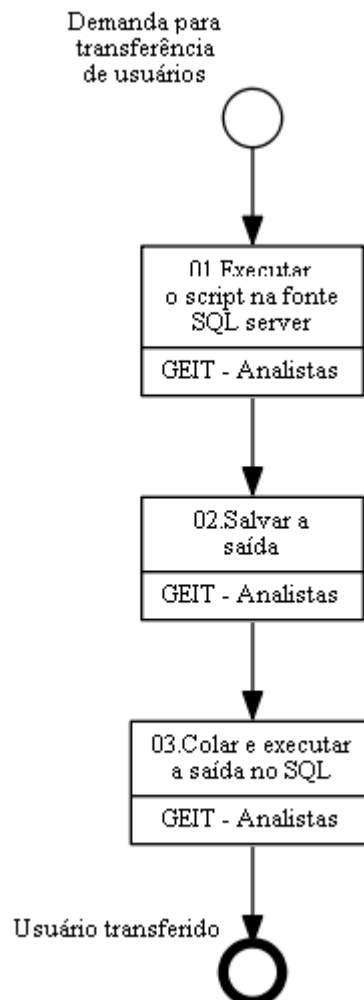 Demanda para
transferência
de usuários
01.Executar
o script na fonte
SQL server
GEIT - Analistas
02.Salvar a
saída
GEIT - Analistas
03.Colar e executar
a saída no SQL
GEIT - Analistas
Usuário transferido